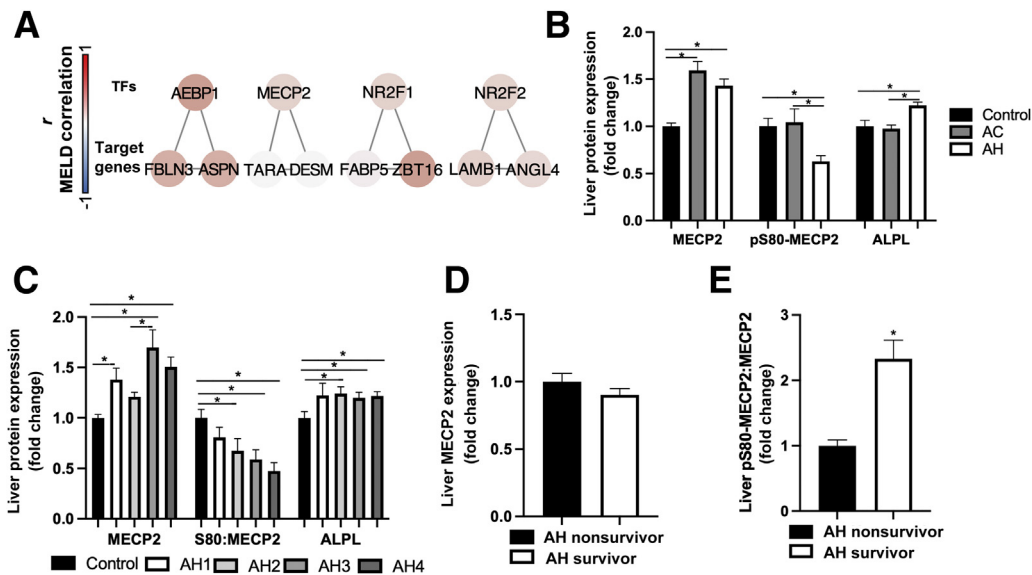 A
r
MELD correlation
1
-1
TFs
Target
genes
AEBP1
MECP2
NR2F1
NR2F2
FBLN3
ASPN
TARA
DESM
FABP5
ZBT16
LAMB1
ANGL4
B
Liver protein expression
(fold change)
2.0
1.5
1.0
0.5
0.0
*
*
*
*
*
*
MECP2
pS80-MECP2
ALPL
Control
AC
AH
C
Liver protein expression
(fold change)
2.0
1.5
1.0
0.5
0.0
*
*
*
*
*
*
*
*
*
*
MECP2
S80:MECP2
ALPL
Control
AH1
AH2
AH3
AH4
D
Liver MECP2 expression
(fold change)
1.5
1.0
0.5
0.0
AH nonsurvivor
AH survivor
E
Liver pS80-MECP2:MECP2
(fold change)
3
2
1
0
*
AH nonsurvivor
AH survivor